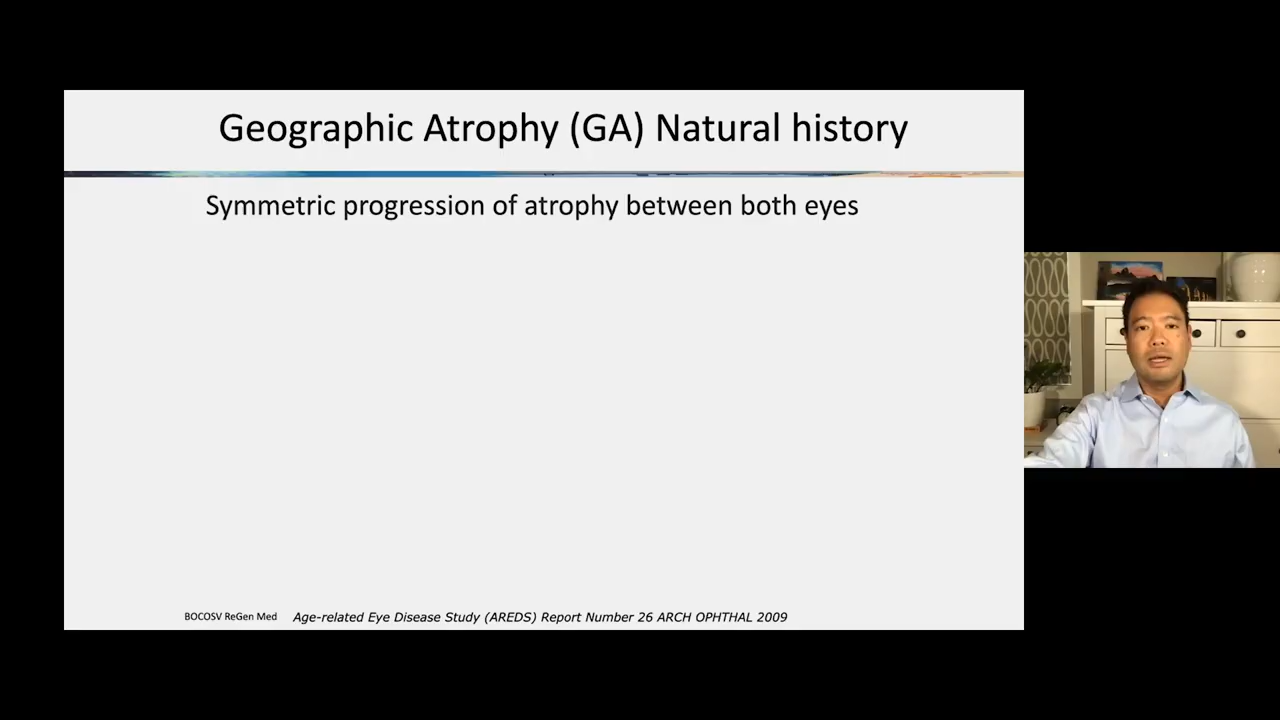 Geographic Atrophy (GA) Natural history
Symmetric progression of atrophy between both eyes
BOCOSV ReGen Med Age-related Eye Disease Study (AREDS) Report Number 26 ARCH OPHTHAL 2009